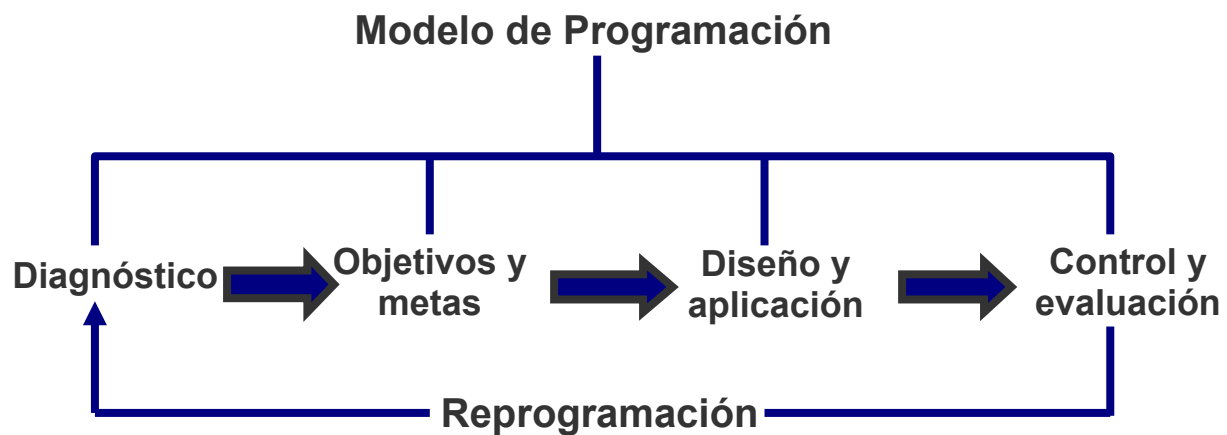 Modelo de Programación
Diagnóstico
Objetivos y
metas
Diseño y
aplicación
Control y
evaluación
Reprogramación